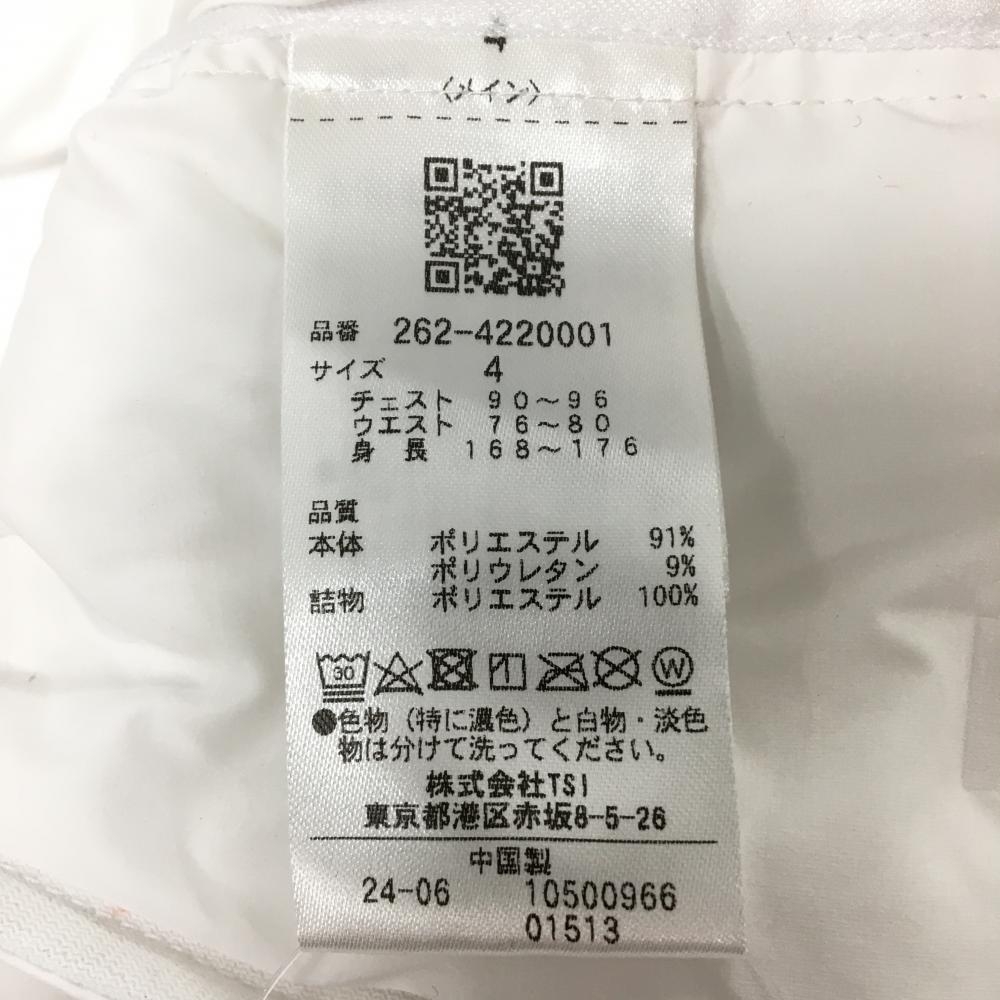 〈メイン〉
品番 262-4220001
サイズ 4
チェスト 90〜96
ウエスト 76〜80
身長 168〜176
品質
本体 ポリエステル 91%
ポリウレタン 9%
詰物 ポリエステル 100%
30 W
●色物（特に濃色）と白物・淡色
物は分けて洗ってください。
株式会社TSI
東京都港区赤坂8-5-26
中国製
24-06 10500966
01513